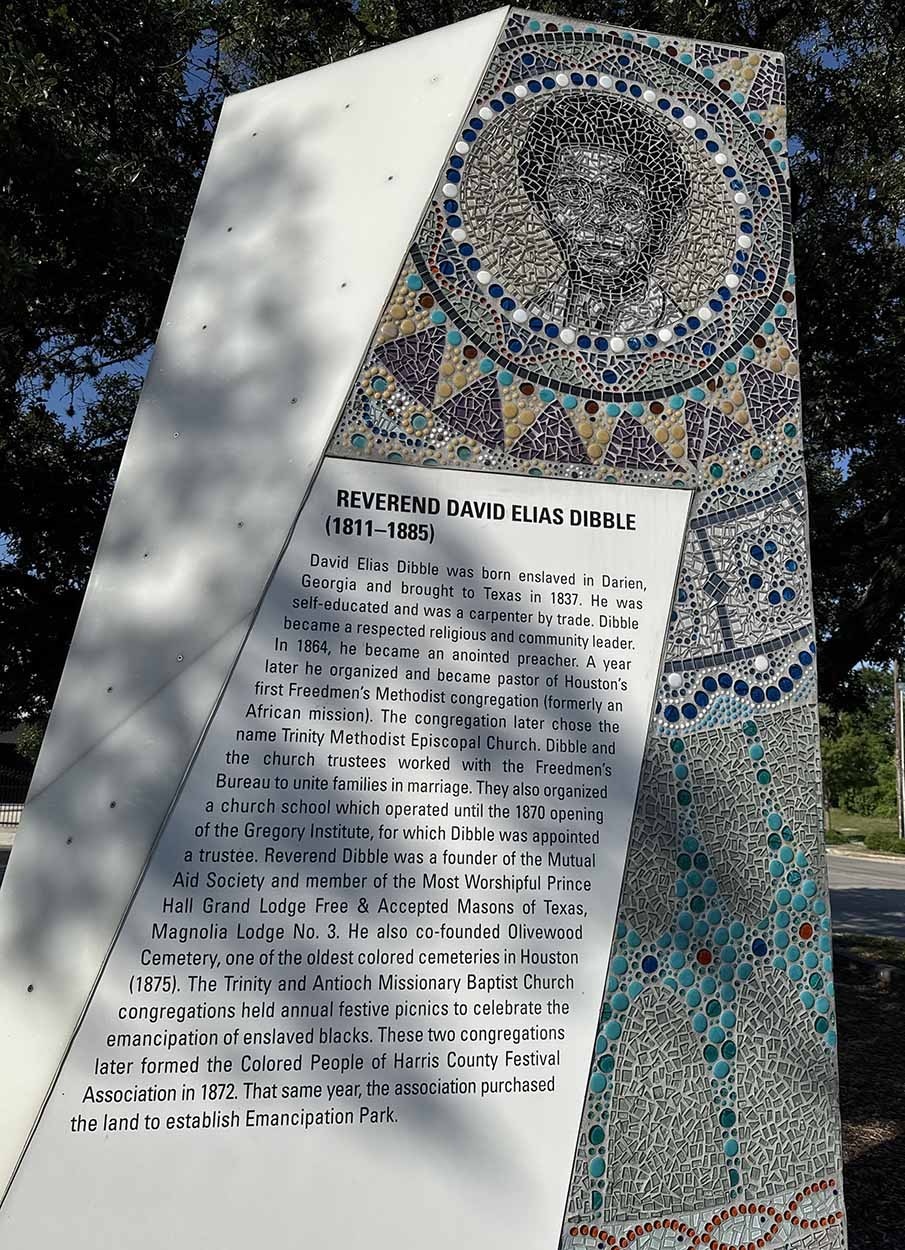 REVEREND DAVID ELIAS DIBBLE
(1811–1885)
David Elias Dibble was born enslaved in Darien,
Georgia and brought to Texas in 1837. He was
self-educated and was a carpenter by trade. Dibble
became a respected religious and community leader.
In 1864, he became an anointed preacher. A year
later he organized and became pastor of Houston's
first Freedmen's Methodist congregation (formerly an
African mission). The congregation later chose the
name Trinity Methodist Episcopal Church. Dibble and
the church trustees worked with the Freedmen's
Bureau to unite families in marriage. They also organized
a church school which operated until the 1870 opening
of the Gregory Institute, for which Dibble was appointed
a trustee. Reverend Dibble was a founder of the Mutual
Aid Society and member of the Most Worshipful Prince
Hall Grand Lodge Free & Accepted Masons of Texas,
Magnolia Lodge No. 3. He also co-founded Olivewood
Cemetery, one of the oldest colored cemeteries in Houston
(1875). The Trinity and Antioch Missionary Baptist Church
congregations held annual festive picnics to celebrate the
emancipation of enslaved blacks. These two congregations
later formed the Colored People of Harris County Festival
Association in 1872. That same year, the association purchased
the land to establish Emancipation Park.